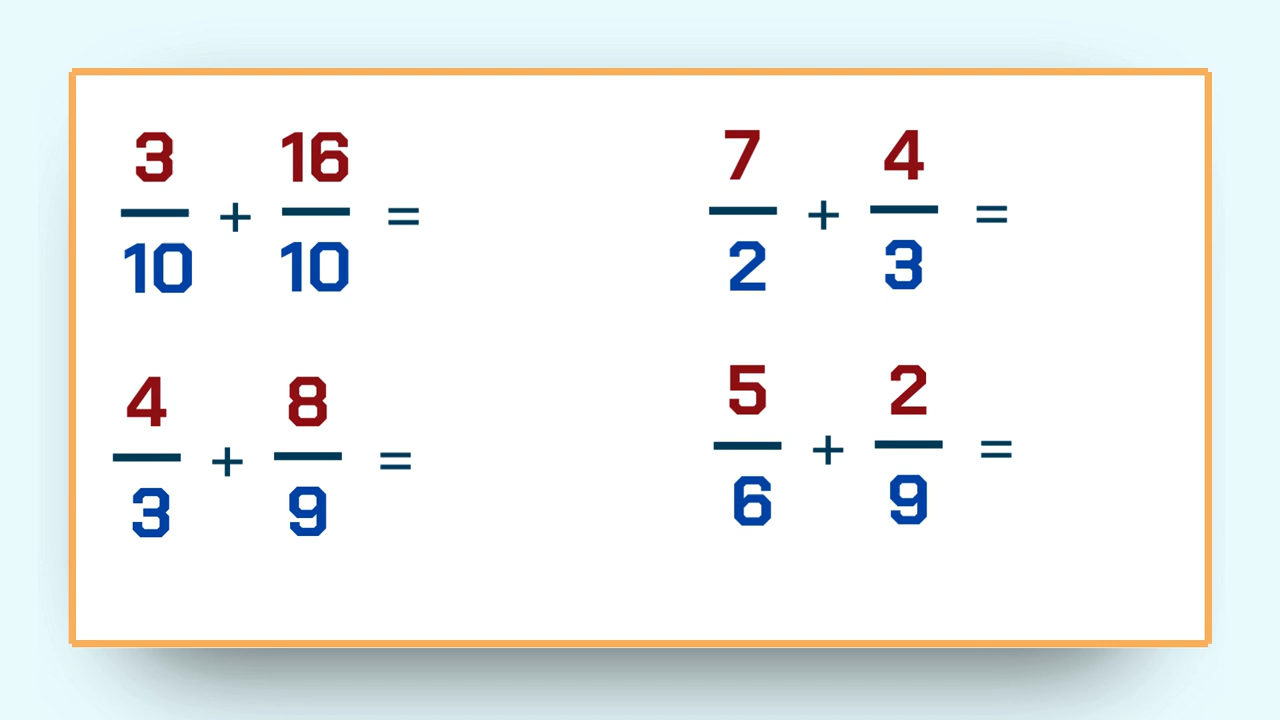 3/10 + 16/10 =
7/2 + 4/3 =
4/3 + 8/9 =
5/6 + 2/9 =